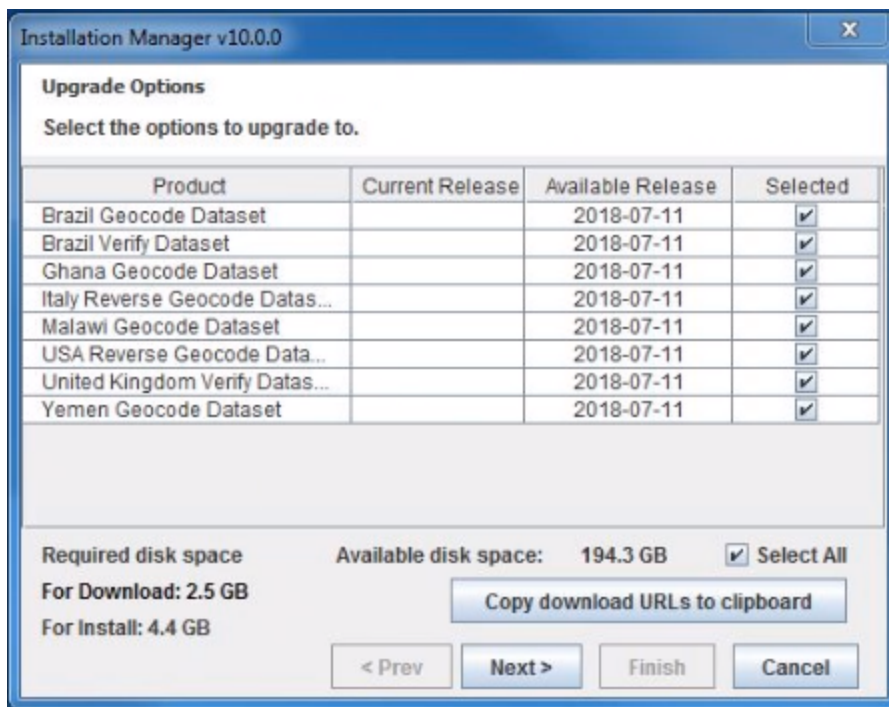 Installation Manager v10.0.0
Upgrade Options
Select the options to upgrade to.
Product Current Release Available Release Selected
Brazil Geocode Dataset 2018-07-11
Brazil Verify Dataset 2018-07-11
Ghana Geocode Dataset 2018-07-11
Italy Reverse Geocode Datas... 2018-07-11
Malawi Geocode Dataset 2018-07-11
USA Reverse Geocode Data... 2018-07-11
United Kingdom Verify Datas... 2018-07-11
Yemen Geocode Dataset 2018-07-11
Required disk space Available disk space: 194.3 GB Select All
For Download: 2.5 GB Copy download URLs to clipboard
For Install: 4.4 GB
< Prev Next > Finish Cancel